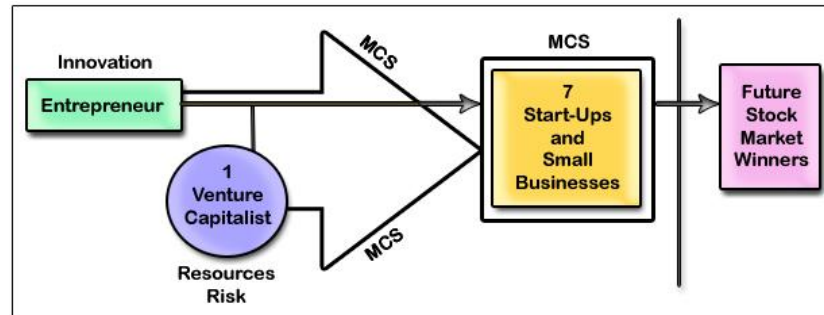 Innovation
Entrepreneur
1
Venture
Capitalist
Resources
Risk
MCS
MCS
MCS
7
Start-Ups
and
Small
Businesses
Future
Stock
Market
Winners